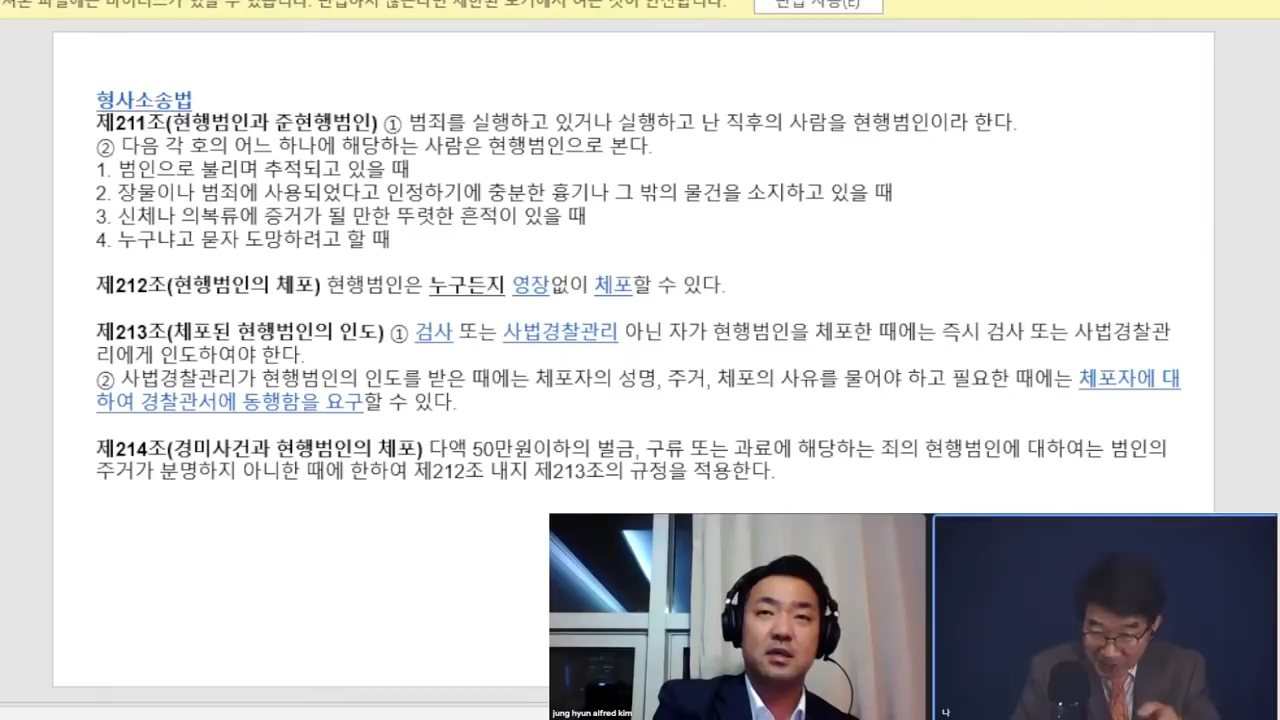 편집 사용(E)
형사소송법
제211조(현행범인과 준현행범인) ① 범죄를 실행하고 있거나 실행하고 난 직후의 사람을 현행범인이라 한다.
② 다음 각 호의 어느 하나에 해당하는 사람은 현행범인으로 본다.
1. 범인으로 불리며 추적되고 있을 때
2. 장물이나 범죄에 사용되었다고 인정하기에 충분한 흉기나 그 밖의 물건을 소지하고 있을 때
3. 신체나 의복류에 증거가 될 만한 뚜렷한 흔적이 있을 때
4. 누구냐고 묻자 도망하려고 할 때
제212조(현행범인의 체포) 현행범인은 누구든지 영장없이 체포할 수 있다.
제213조(체포된 현행범인의 인도) ① 검사 또는 사법경찰관리 아닌 자가 현행범인을 체포한 때에는 즉시 검사 또는 사법경찰관
리에게 인도하여야 한다.
② 사법경찰관리가 현행범인의 인도를 받은 때에는 체포자의 성명, 주거, 체포의 사유를 물어야 하고 필요한 때에는 체포자에 대
하여 경찰관서에 동행함을 요구할 수 있다.
제214조(경미사건과 현행범인의 체포) 다액 50만원이하의 벌금, 구류 또는 과료에 해당하는 죄의 현행범인에 대하여는 범인의
주거가 분명하지 아니한 때에 한하여 제212조 내지 제213조의 규정을 적용한다.
jung hyun alfred kim
나